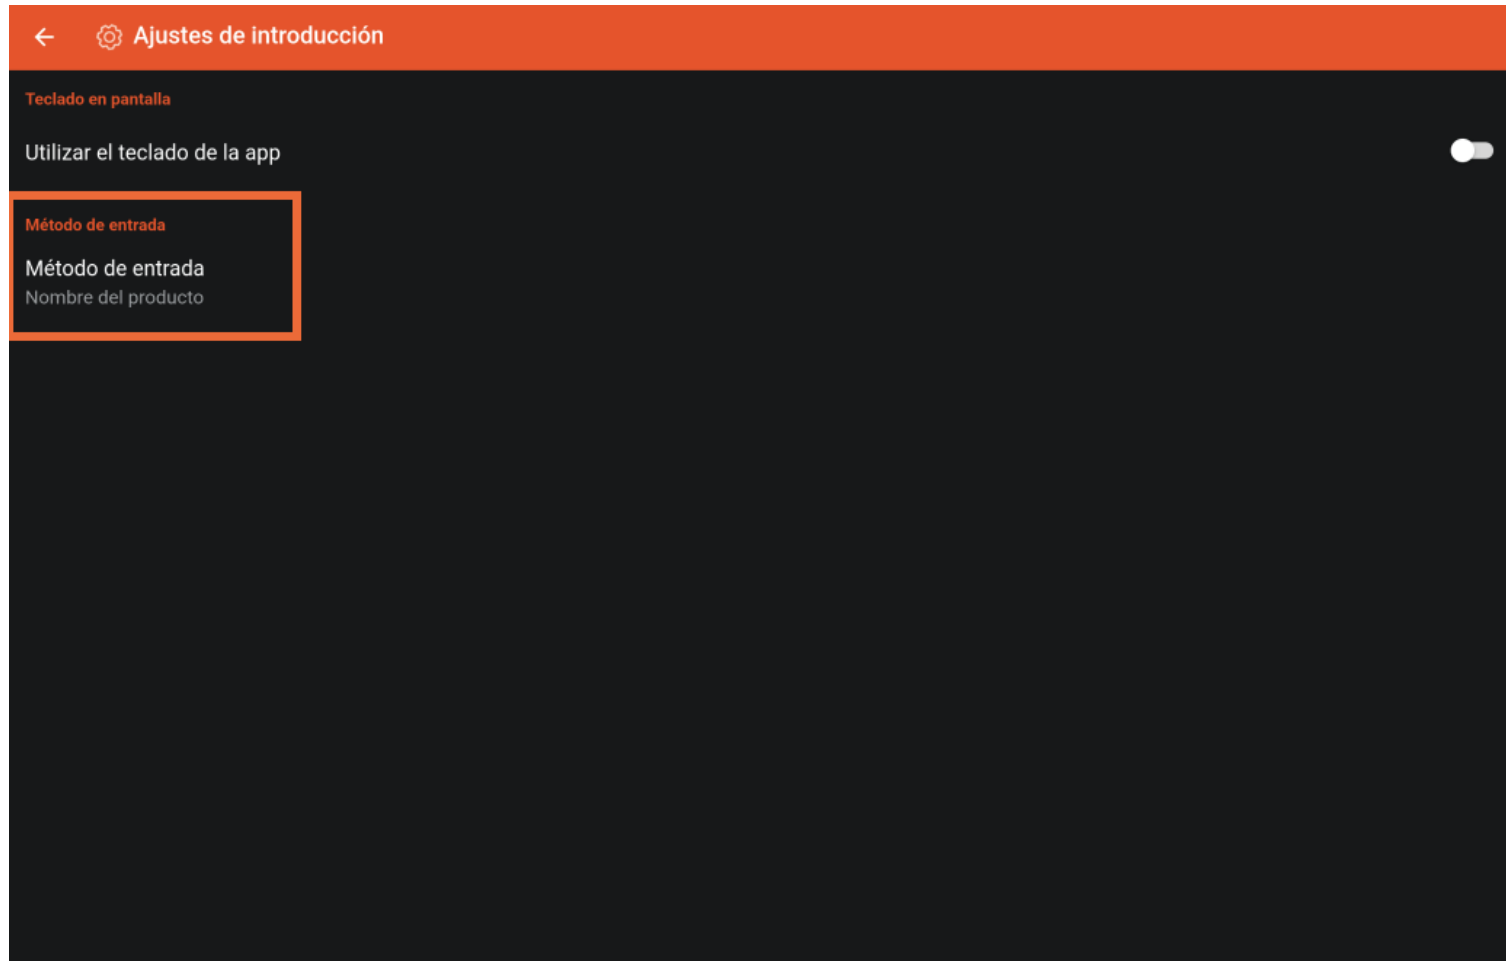 Ajustes de introducción
Teclado en pantalla
Utilizar el teclado de la app
Método de entrada
Método de entrada
Nombre del producto